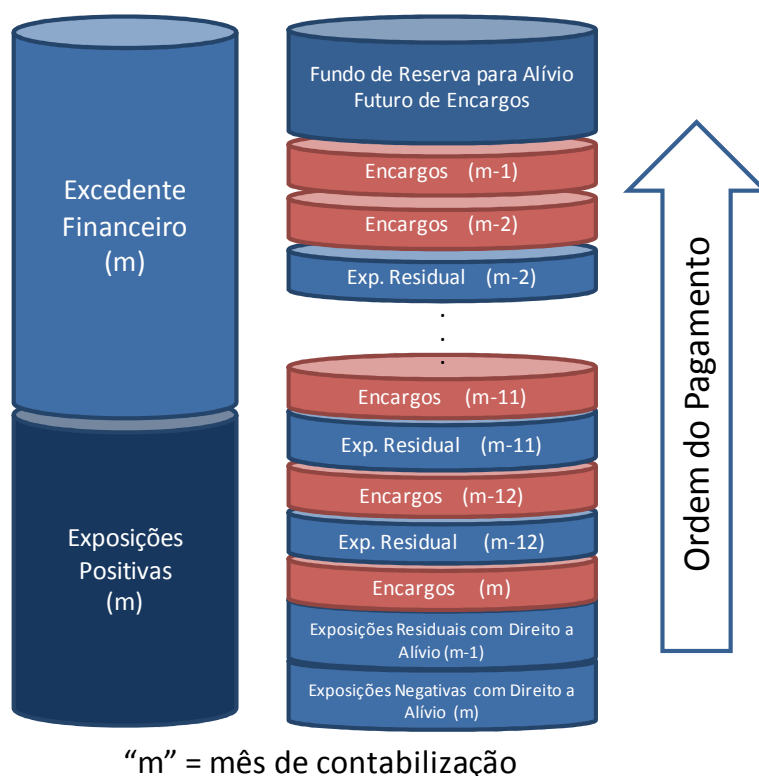 Excedente
Financeiro
(m)
Exposições
Positivas
(m)
Fundo de Reserva para Alívio
Futuro de Encargos
Encargos (m-1)
Encargos (m-2)
Exp. Residual (m-2)
.
.
.
Encargos (m-11)
Exp. Residual (m-11)
Encargos (m-12)
Exp. Residual (m-12)
Encargos (m)
Exposições Residuais com Direito a
Alívio (m-1)
Exposições Negativas com Direito a
Alívio (m)
Ordem do Pagamento
“m” = mês de contabilização